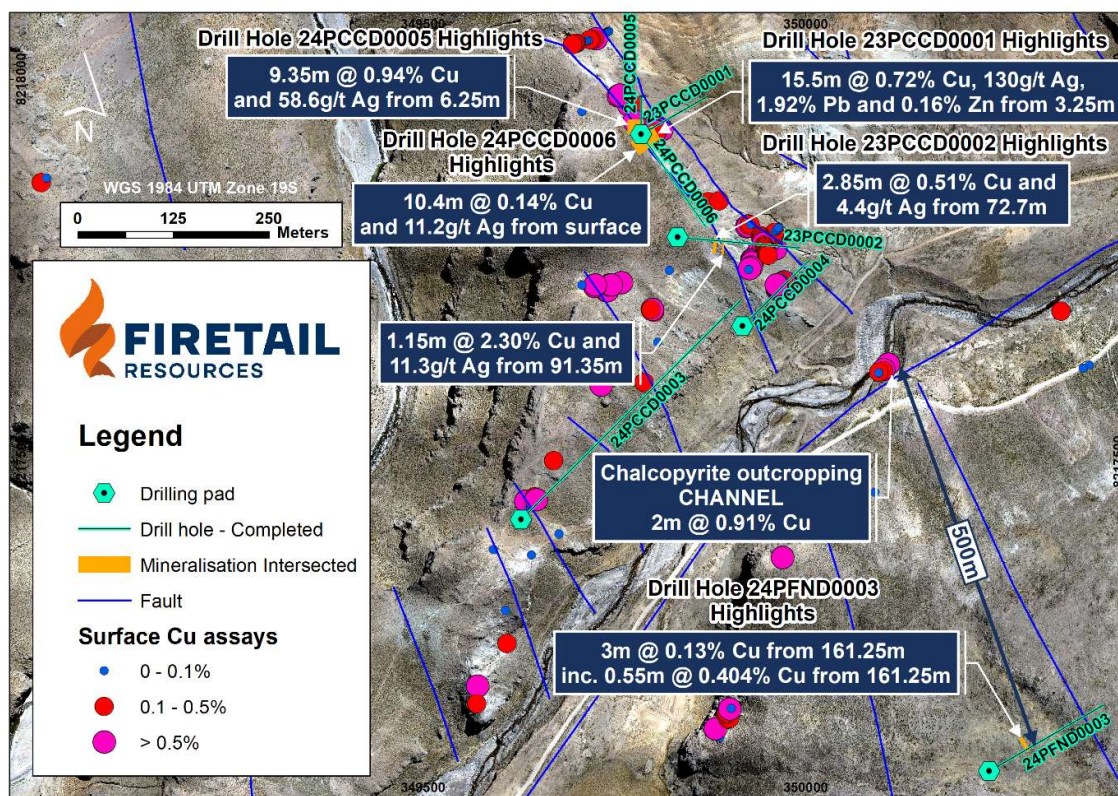 349500
350000
8218000
N
WGS 1984 UTM Zone 19S
0 125 250
Meters
Drill Hole 24PCCD0005 Highlights
9.35m @ 0.94% Cu
and 58.6g/t Ag from 6.25m
24PCCD0005
23PCCD0001
Drill Hole 23PCCD0001 Highlights
15.5m @ 0.72% Cu, 130g/t Ag,
1.92% Pb and 0.16% Zn from 3.25m
Drill Hole 24PCCD0006
Highlights
10.4m @ 0.14% Cu
and 11.2g/t Ag from surface
24PCCD0006
Drill Hole 23PCCD0002 Highlights
2.85m @ 0.51% Cu and
4.4g/t Ag from 72.7m
23PCCD0002
24PCCD0004
1.15m @ 2.30% Cu and
11.3g/t Ag from 91.35m
24PCCD0003
FIRETAIL
RESOURCES
Legend
Drilling pad
Drill hole - Completed
Mineralisation Intersected
Fault
Surface Cu assays
0 - 0.1%
0.1 - 0.5%
> 0.5%
Chalcopyrite outcropping
CHANNEL
2m @ 0.91% Cu
500m
Drill Hole 24PFND0003
Highlights
3m @ 0.13% Cu from 161.25m
inc. 0.55m @ 0.404% Cu from 161.25m
24PFND0003
349500
350000